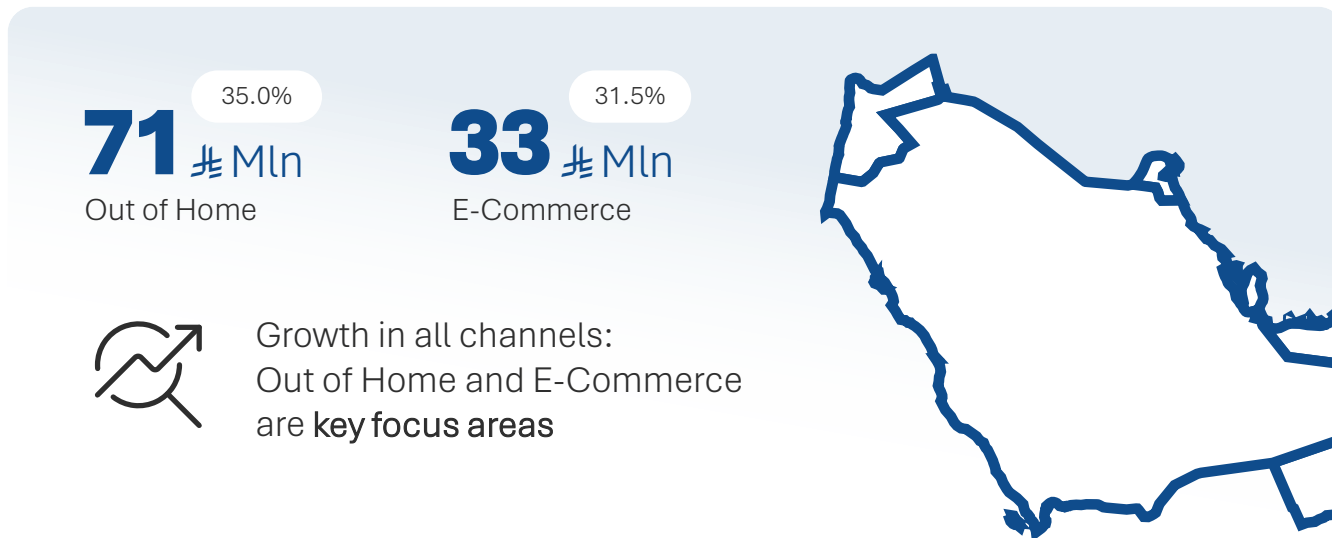 35.0%
31.5%
71 ⃁ Mln
33 ⃁ Mln
Out of Home
E-Commerce
Growth in all channels:
Out of Home and E-Commerce
are key focus areas